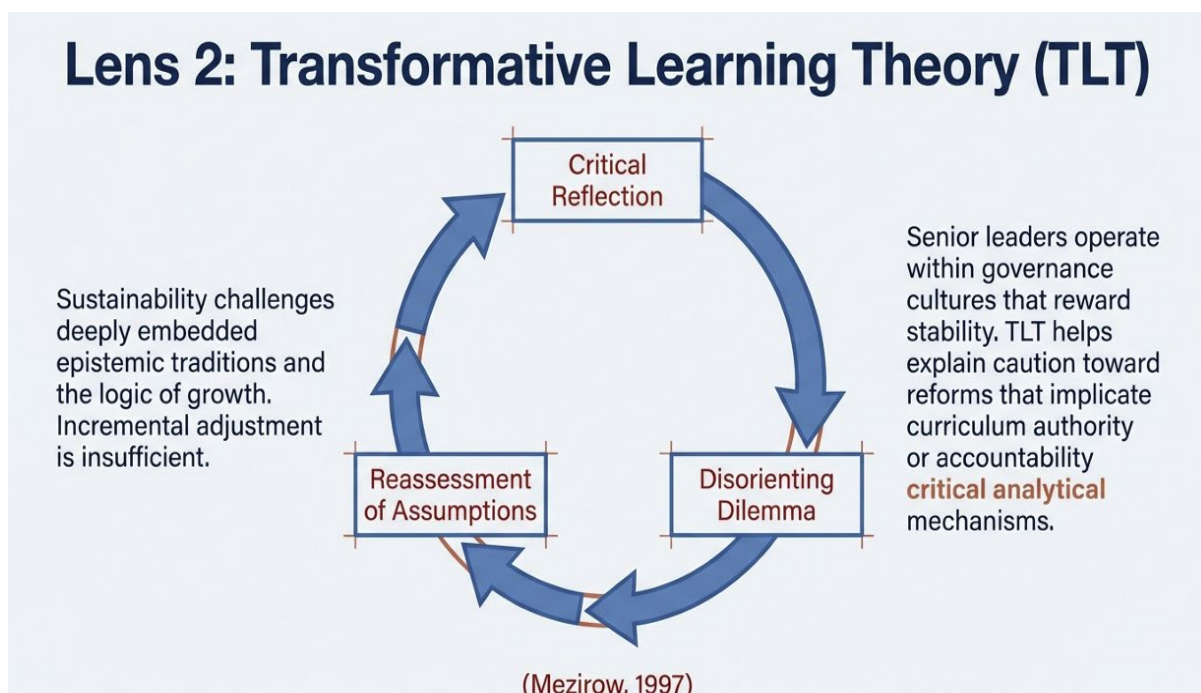 Lens 2: Transformative Learning Theory (TLT)
Critical
Reflection
Sustainability challenges
deeply embedded
epistemic traditions and
the logic of growth.
Incremental adjustment
is insufficient.
Senior leaders operate
within governance
cultures that reward
stability. TLT helps
explain caution toward
reforms that implicate
curriculum authority
or accountability
critical analytical
mechanisms.
Reassessment
of Assumptions
Disorienting
Dilemma
(Mezirow, 1997)